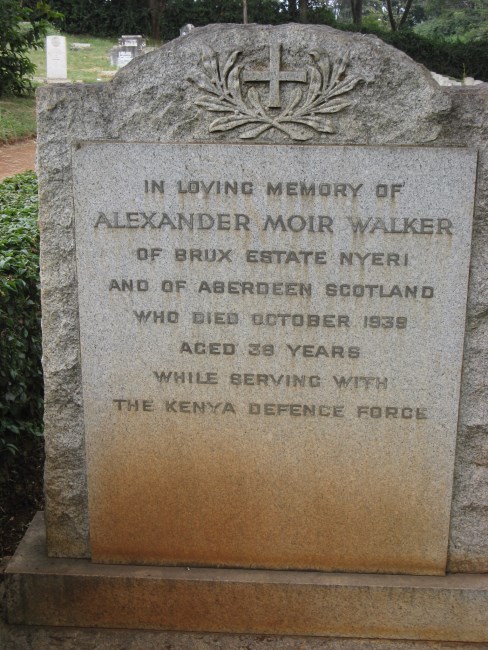 IN LOVING MEMORY OF
ALEXANDER MOIR WALKER
OF BRUX ESTATE NYERI
AND OF ABERDEEN SCOTLAND
WHO DIED OCTOBER 1939
AGED 38 YEARS
WHILE SERVING WITH
THE KENYA DEFENCE FORCE